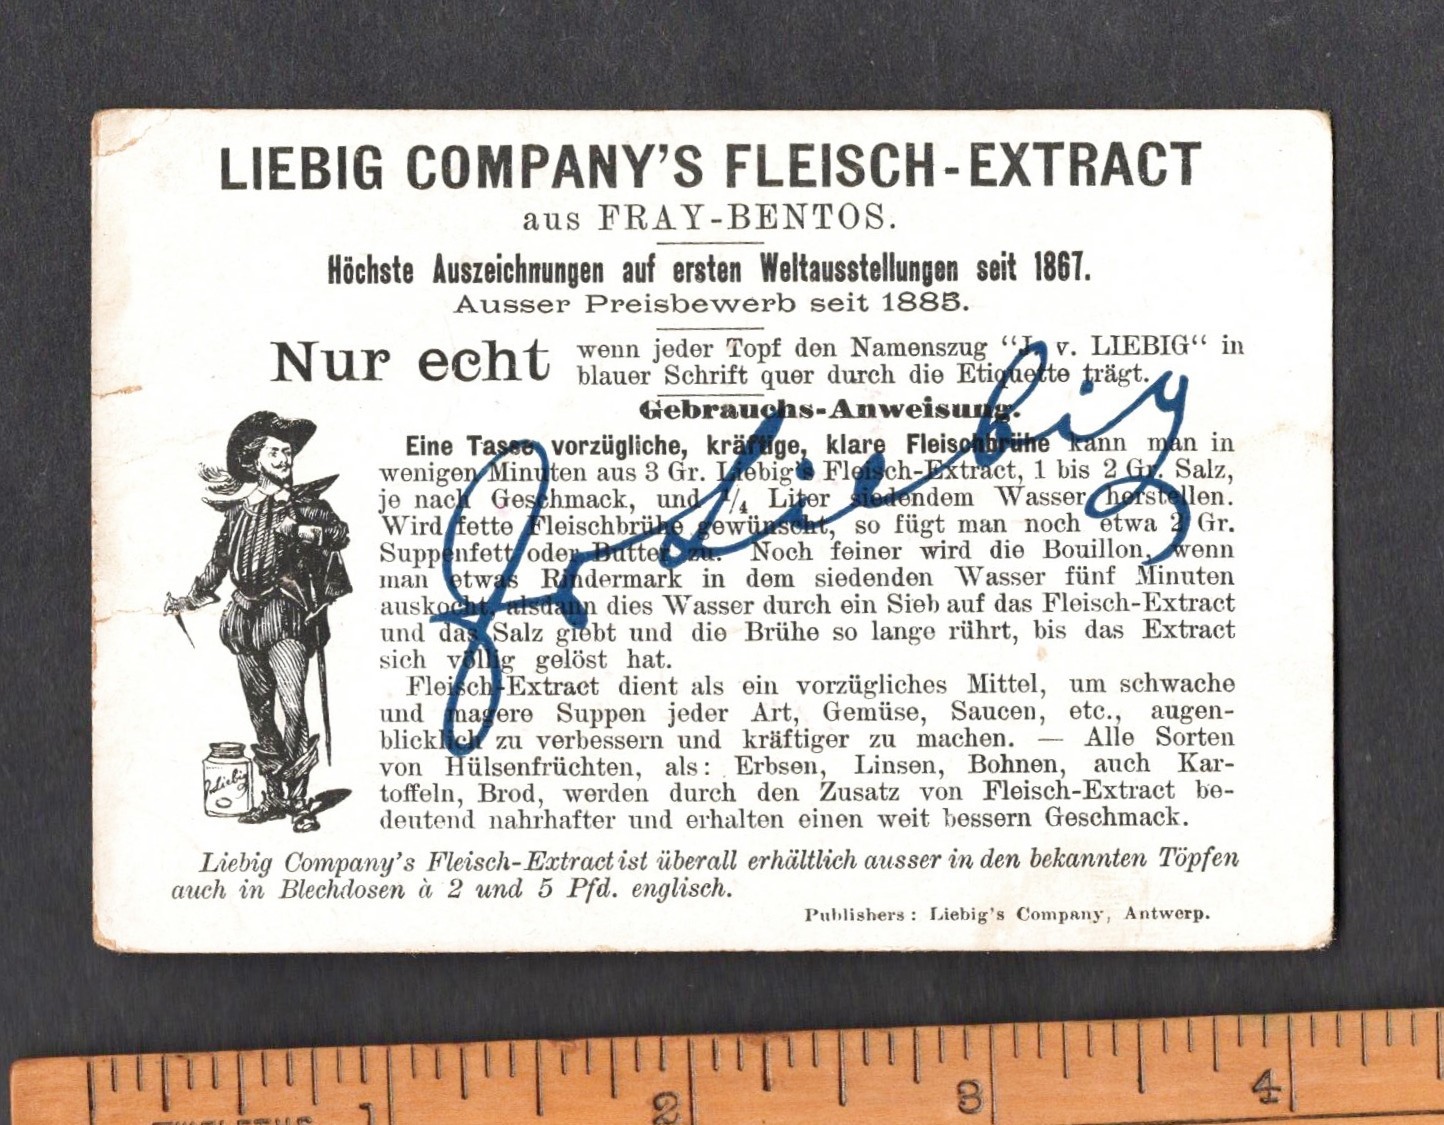 LIEBIG COMPANY'S FLEISCH-EXTRACT
aus FRAY-BENTOS.
Höchste Auszeichnungen auf ersten Weltausstellungen seit 1867.
Ausser Preisbewerb seit 1885.
Nur echt wenn jeder Topf den Namenszug "J. v. LIEBIG" in
blauer Schrift quer durch die Etiquette trägt.
Gebrauchs-Anweisung.
Eine Tasse vorzügliche, kräftige, klare Fleischbrühe kann man in
wenigen Minuten aus 3 Gr. Liebig's Fleisch-Extract, 1 bis 2 Gr. Salz,
je nach Geschmack, und 1/4 Liter siedendem Wasser herstellen.
Wird fette Fleischbrühe gewünscht, so fügt man noch etwa 2 Gr.
Suppenfett oder Butter zu. Noch feiner wird die Bouillon, wenn
man etwas Rindermark in dem siedenden Wasser fünf Minuten
auskocht, alsdann dies Wasser durch ein Sieb auf das Fleisch-Extract
und das Salz giebt und die Brühe so lange rührt, bis das Extract
sich völlig gelöst hat.
Fleisch-Extract dient als ein vorzügliches Mittel, um schwache
und magere Suppen jeder Art, Gemüse, Saucen, etc., augen-
blicklich zu verbessern und kräftiger zu machen. — Alle Sorten
von Hülsenfrüchten, als: Erbsen, Linsen, Bohnen, auch Kar-
toffeln, Brod, werden durch den Zusatz von Fleisch-Extract be-
deutend nahrhafter und erhalten einen weit bessern Geschmack.
JvLiebig
JvLiebig
Liebig Company's Fleisch-Extract ist überall erhältlich ausser in den bekannten Töpfen
auch in Blechdosen à 2 und 5 Pfd. englisch.
Publishers: Liebig's Company, Antwerp.
1 2 3 4